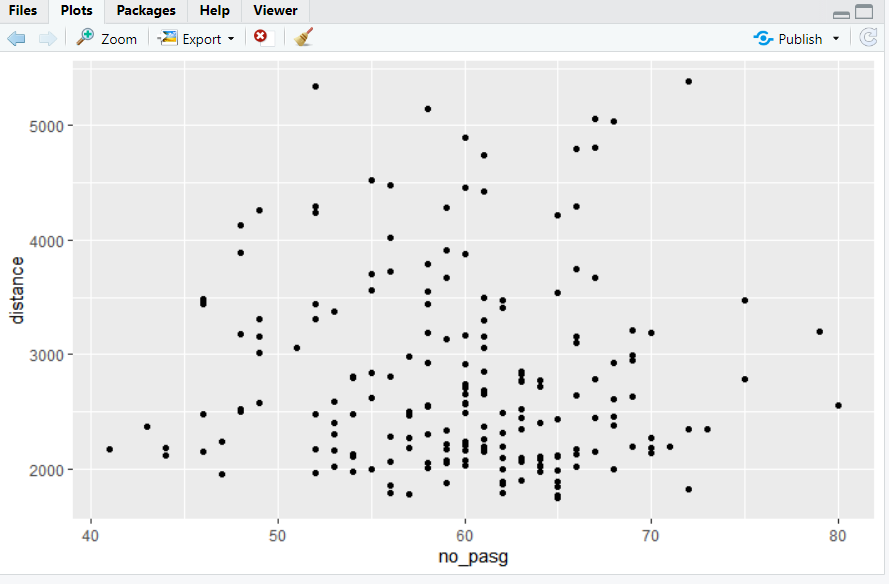 Files Plots Packages Help Viewer
Zoom Export Publish
distance
5000
4000
3000
2000
40 50 60 70 80
no_pasg